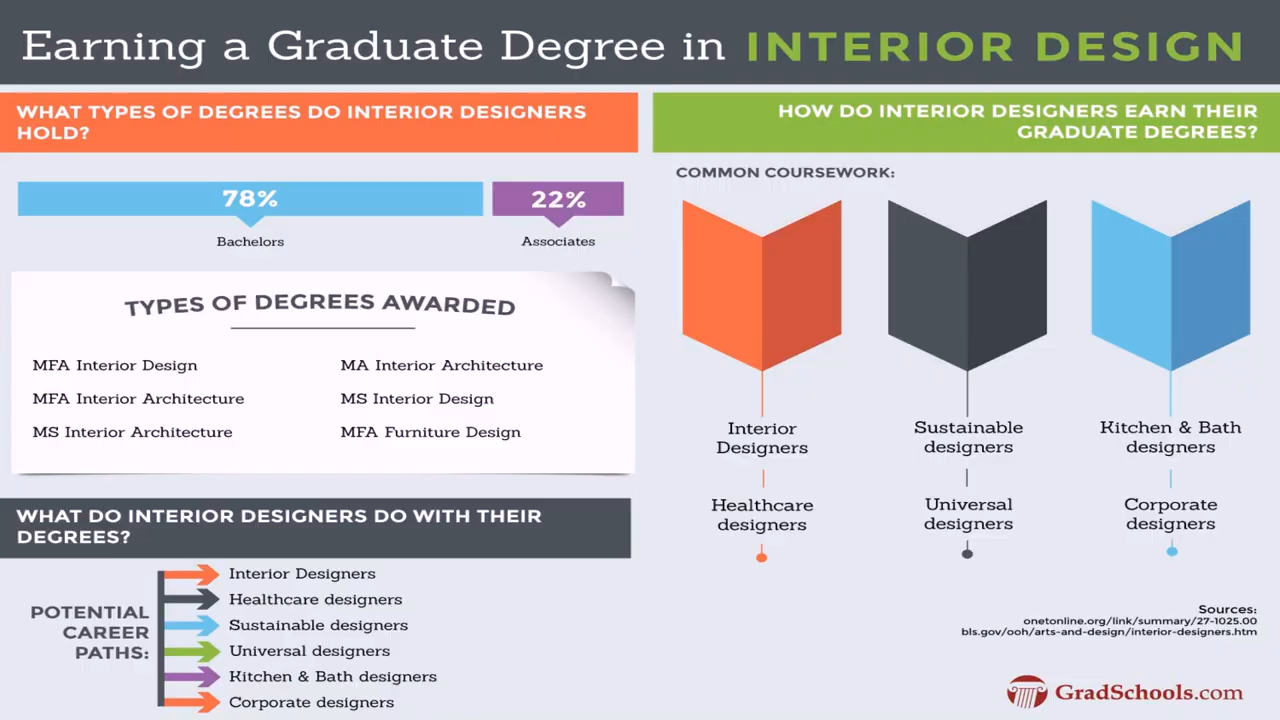 Earning a Graduate Degree in INTERIOR DESIGN
WHAT TYPES OF DEGREES DO INTERIOR DESIGNERS
HOLD?
78%
22%
Bachelors
Associates
TYPES OF DEGREES AWARDED
MFA Interior Design
MFA Interior Architecture
MS Interior Architecture
MA Interior Architecture
MS Interior Design
MFA Furniture Design
WHAT DO INTERIOR DESIGNERS DO WITH THEIR
DEGREES?
POTENTIAL
CAREER
PATHS:
Interior Designers
Healthcare designers
Sustainable designers
Universal designers
Kitchen & Bath designers
Corporate designers
HOW DO INTERIOR DESIGNERS EARN THEIR
GRADUATE DEGREES?
COMMON COURSEWORK:
Interior
Designers
Healthcare
designers
Sustainable
designers
Universal
designers
Kitchen & Bath
designers
Corporate
designers
Sources:
onetonline.org/link/summary/27-1025.00
bls.gov/ooh/arts-and-design/interior-designers.htm
GradSchools.com